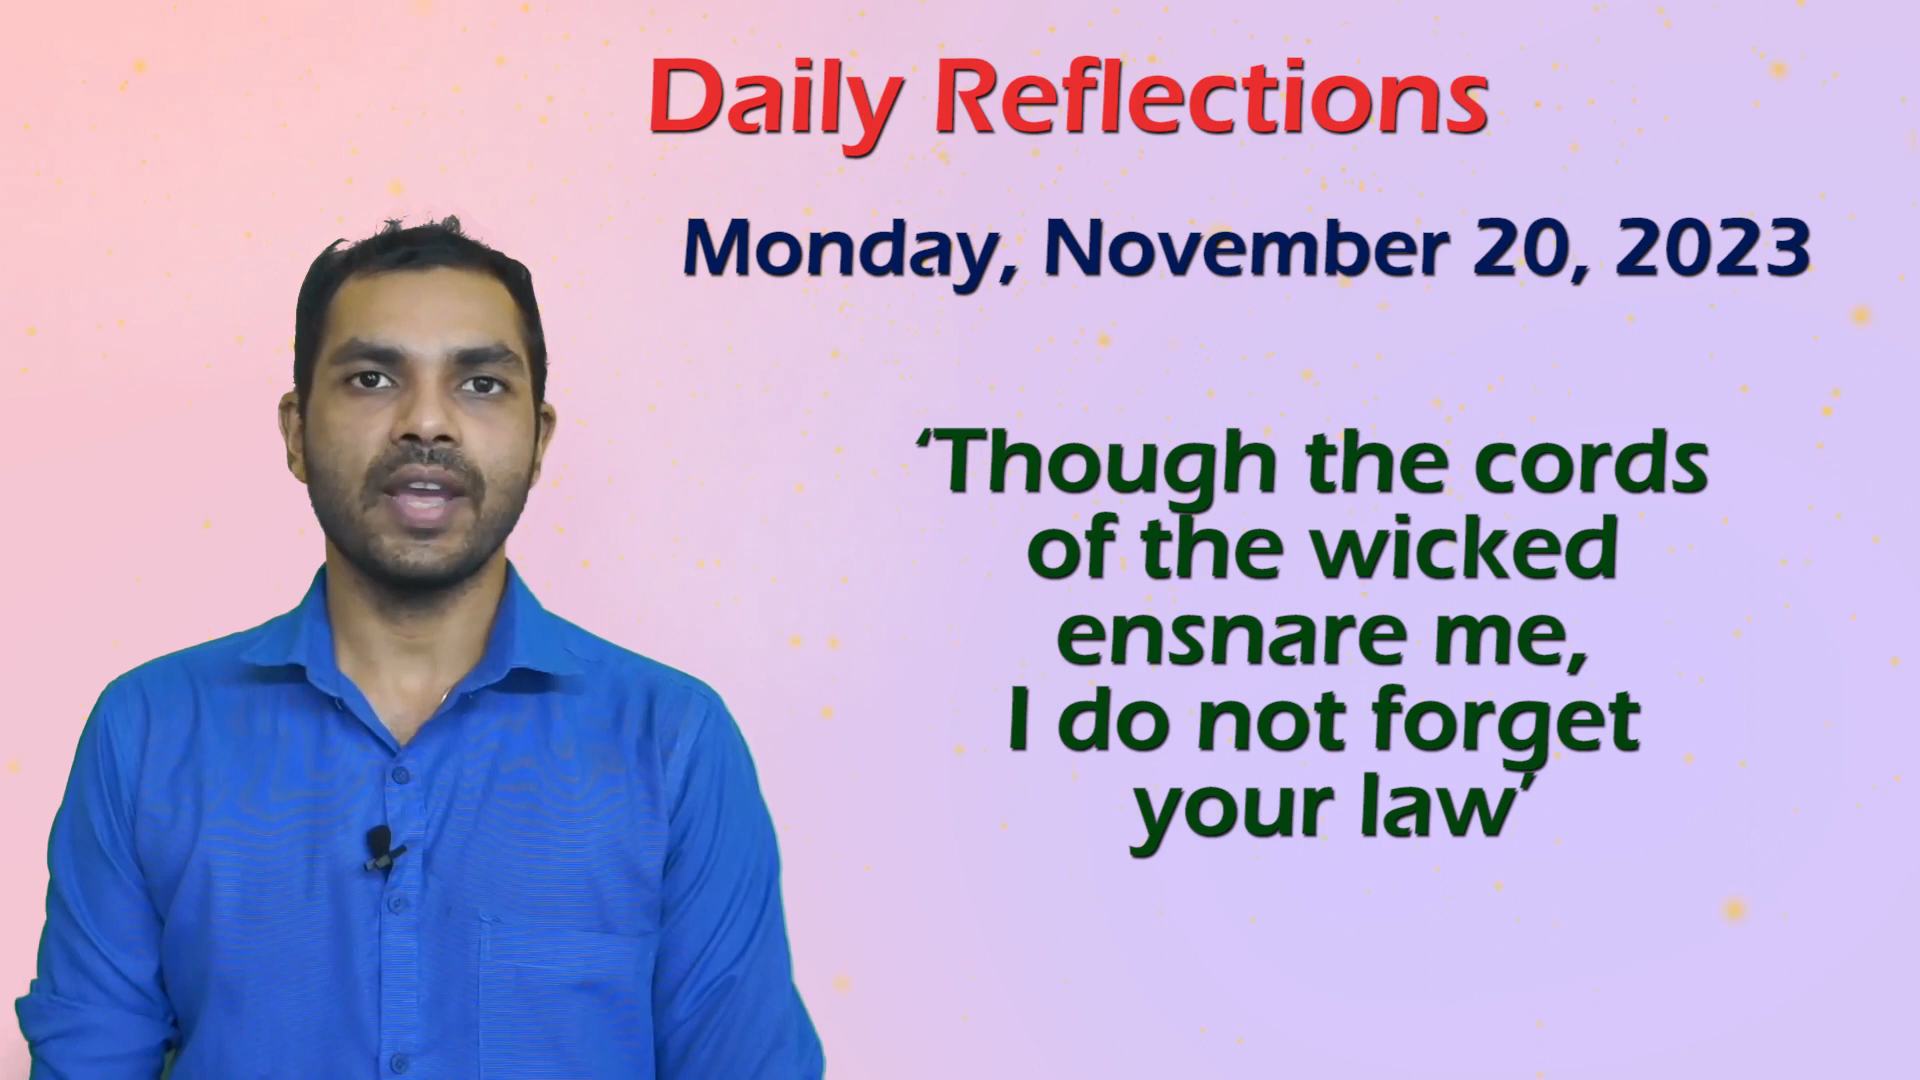 Daily Reflections
Monday, November 20, 2023
‘Though the cords
of the wicked
ensnare me,
I do not forget
your law’